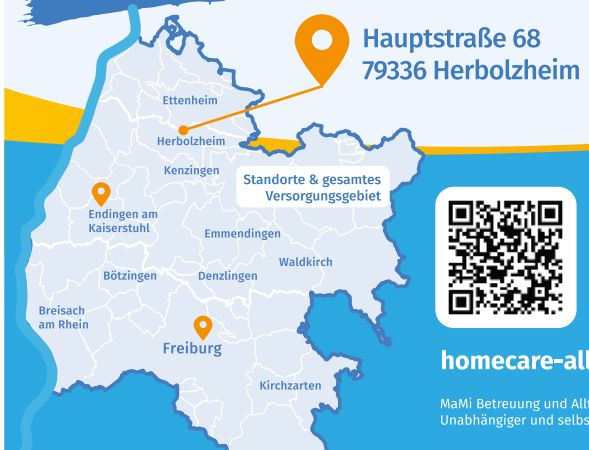 Hauptstraße 68
79336 Herbolzheim
Ettenheim
Herbolzheim
Kenzingen
Standorte & gesamtes
Versorgungsgebiet
Endingen am
Kaiserstuhl
Emmendingen
Waldkirch
Bötzingen
Denzlingen
Breisach
am Rhein
Freiburg
Kirchzarten
homecare-all
MaMi Betreuung und Allt
Unabhängiger und selbs